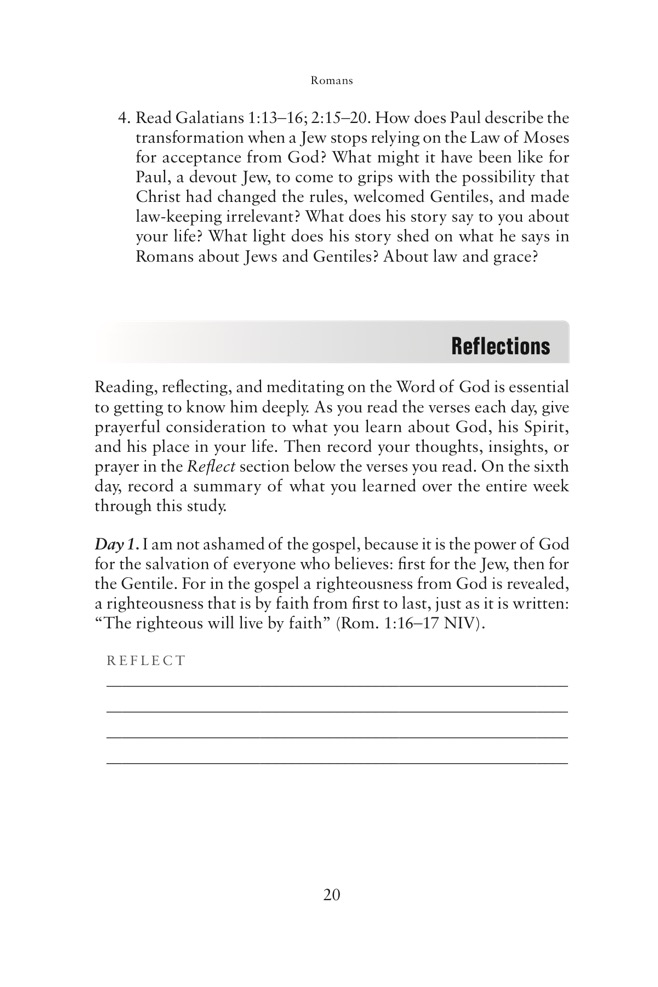 Romans
4. Read Galatians 1:13–16; 2:15–20. How does Paul describe the
transformation when a Jew stops relying on the Law of Moses
for acceptance from God? What might it have been like for
Paul, a devout Jew, to come to grips with the possibility that
Christ had changed the rules, welcomed Gentiles, and made
law-keeping irrelevant? What does his story say to you about
your life? What light does his story shed on what he says in
Romans about Jews and Gentiles? About law and grace?
Reflections
Reading, reflecting, and meditating on the Word of God is essential
to getting to know him deeply. As you read the verses each day, give
prayerful consideration to what you learn about God, his Spirit,
and his place in your life. Then record your thoughts, insights, or
prayer in the Reflect section below the verses you read. On the sixth
day, record a summary of what you learned over the entire week
through this study.
Day 1. I am not ashamed of the gospel, because it is the power of God
for the salvation of everyone who believes: first for the Jew, then for
the Gentile. For in the gospel a righteousness from God is revealed,
a righteousness that is by faith from first to last, just as it is written:
“The righteous will live by faith” (Rom. 1:16–17 NIV).
REFLECT
20